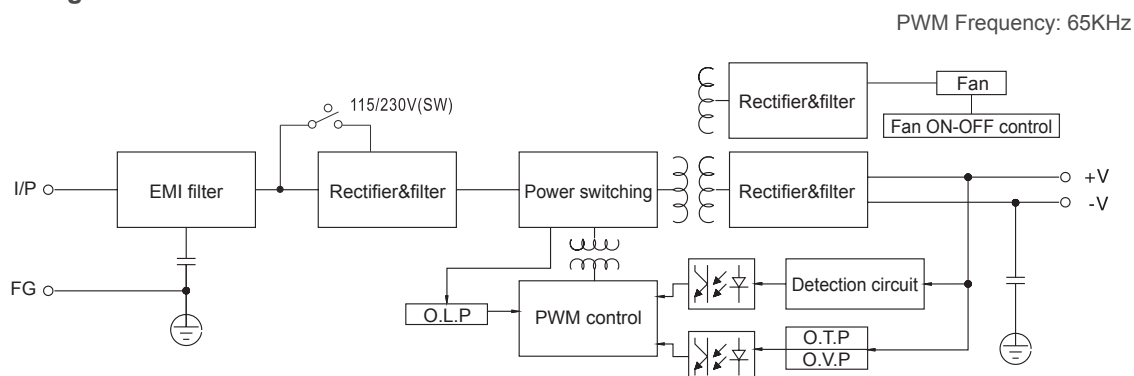 PWM Frequency: 65KHz
Rectifier&filter
Fan
Fan ON-OFF control
115/230V(SW)
I/P
EMI filter
Rectifier&filter
Power switching
Rectifier&filter
+V
-V
FG
O.L.P
PWM control
Detection circuit
O.T.P
O.V.P